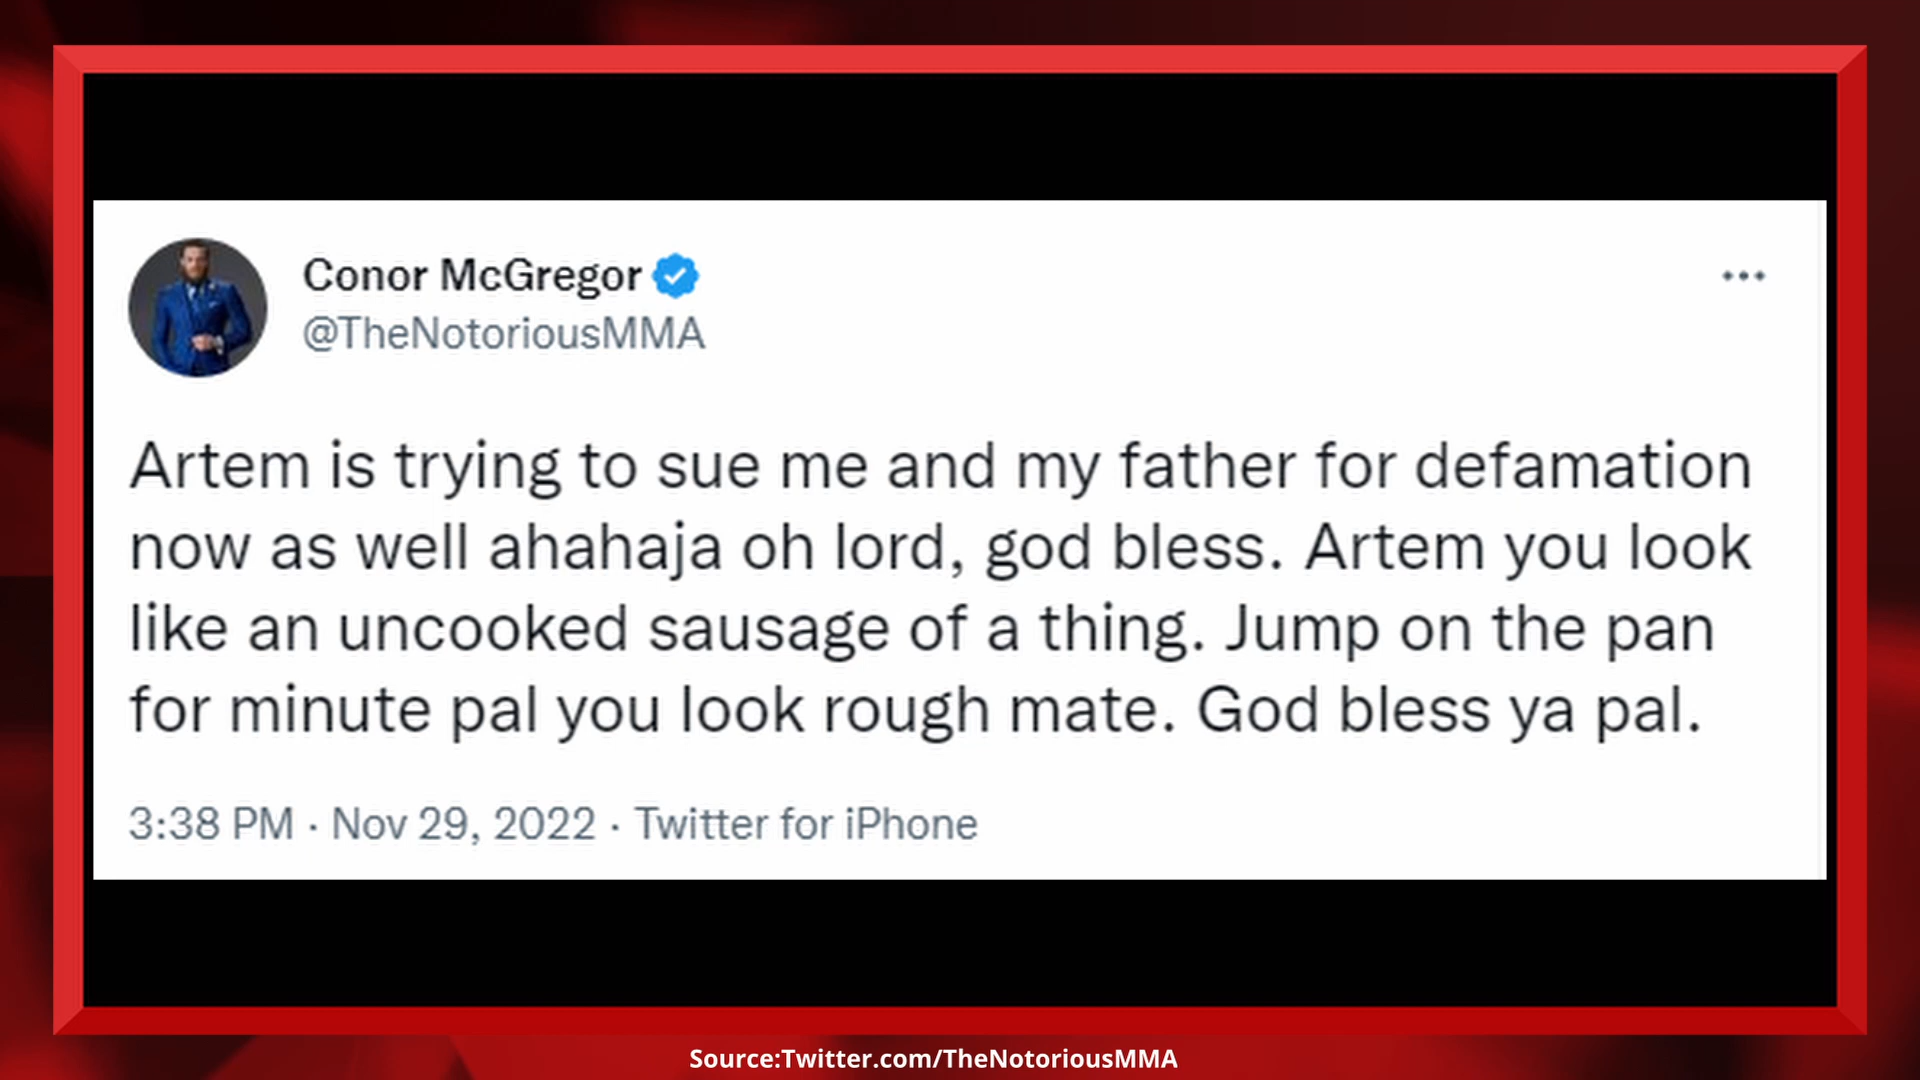 Conor McGregor
@TheNotoriousMMA
Artem is trying to sue me and my father for defamation
now as well ahahaja oh lord, god bless. Artem you look
like an uncooked sausage of a thing. Jump on the pan
for minute pal you look rough mate. God bless ya pal.
3:38 PM · Nov 29, 2022 · Twitter for iPhone
Source:Twitter.com/TheNotoriousMMA